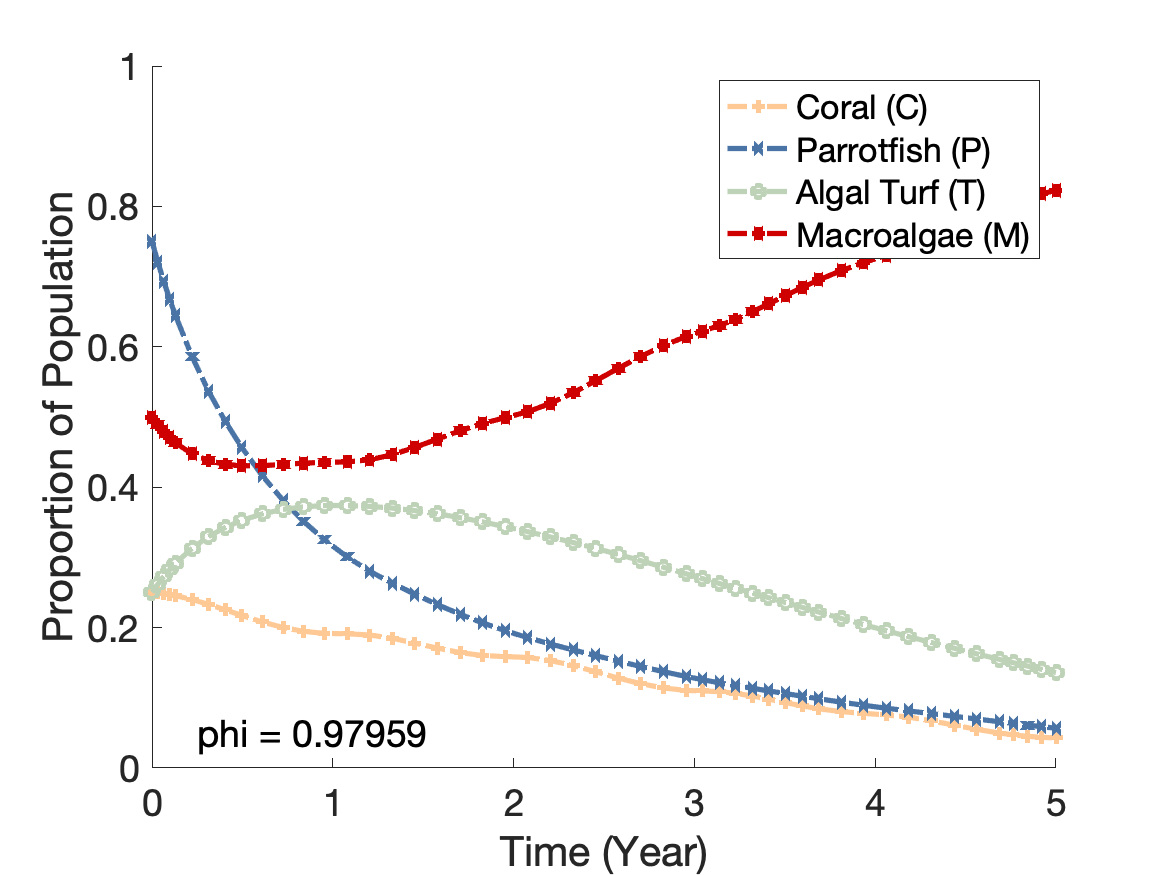 1
0.8
0.6
0.4
0.2
0
Proportion of Population
Coral (C)
Parrotfish (P)
Algal Turf (T)
Macroalgae (M)
phi = 0.97959
0 1 2 3 4 5
Time (Year)